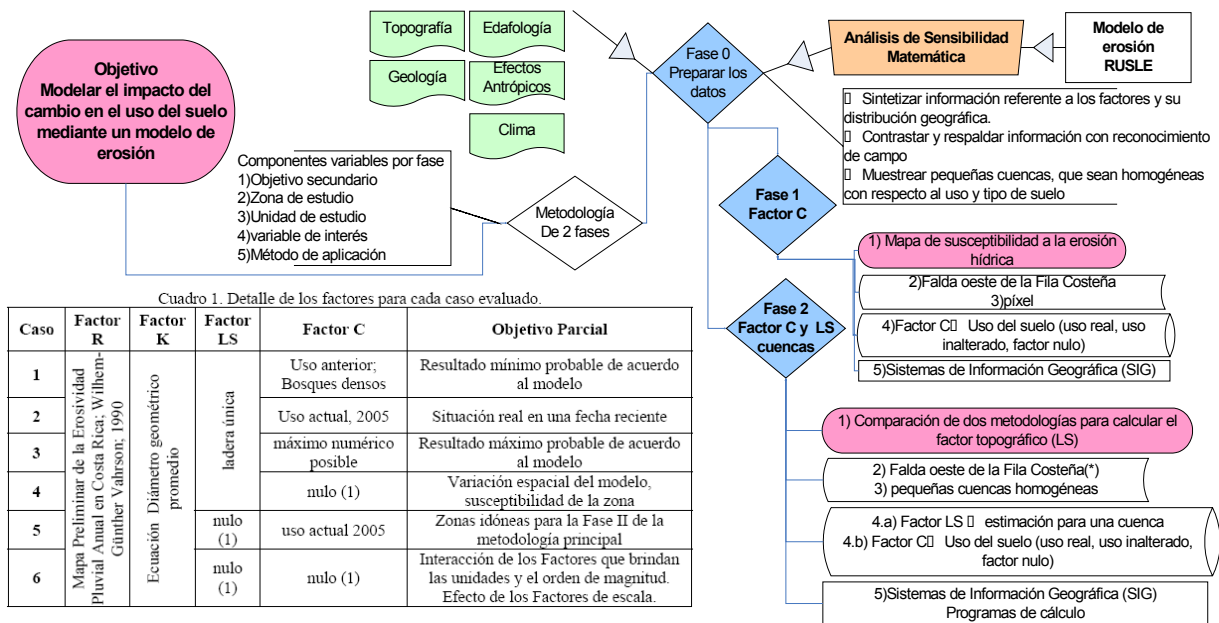 Objetivo
Modelar el impacto del
cambio en el uso del suelo
mediante un modelo de
erosión
Topografía
Edafología
Geología
Efectos
Antrópicos
Clima
Componentes variables por fase
1)Objetivo secundario
2)Zona de estudio
3)Unidad de estudio
4)variable de interés
5)Método de aplicación
Metodología
De 2 fases
Fase 0
Preparar los
datos
Análisis de Sensibilidad
Matemática
Modelo de
erosión
RUSLE
▯ Sintetizar información referente a los factores y su
distribución geográfica.
▯ Contrastar y respaldar información con reconocimiento
de campo
▯ Muestrear pequeñas cuencas, que sean homogéneas
con respecto al uso y tipo de suelo
Fase 1
Factor C
1) Mapa de susceptibilidad a la erosión
hídrica
2)Falda oeste de la Fila Costeña
3)píxel
4)Factor C▯ Uso del suelo (uso real, uso
inalterado, factor nulo)
5)Sistemas de Información Geográfica (SIG)
Fase 2
Factor C y LS
cuencas
1) Comparación de dos metodologías para calcular el
factor topográfico (LS)
2) Falda oeste de la Fila Costeña(*)
3) pequeñas cuencas homogéneas
4.a) Factor LS ▯ estimación para una cuenca
4.b) Factor C▯ Uso del suelo (uso real, uso inalterado,
factor nulo)
5)Sistemas de Información Geográfica (SIG)
Programas de cálculo
Cuadro 1. Detalle de los factores para cada caso evaluado.
Caso
Factor
R
Factor
K
Factor
LS
Factor C
Objetivo Parcial
Mapa Preliminar de la Erosividad
Pluvial Anual en Costa Rica; Wilhem-
Günther Vahrson; 1990
Ecuación Diámetro geométrico
promedio
ladera única
1
Uso anterior;
Bosques densos
Resultado mínimo probable de acuerdo
al modelo
2
Uso actual, 2005
Situación real en una fecha reciente
3
máximo numérico
posible
Resultado máximo probable de acuerdo
al modelo
4
nulo (1)
Variación espacial del modelo,
susceptibilidad de la zona
5
nulo
(1)
uso actual 2005
Zonas idóneas para la Fase II de la
metodología principal
6
nulo
(1)
nulo (1)
Interacción de los Factores que brindan
las unidades y el orden de magnitud.
Efecto de los Factores de escala.